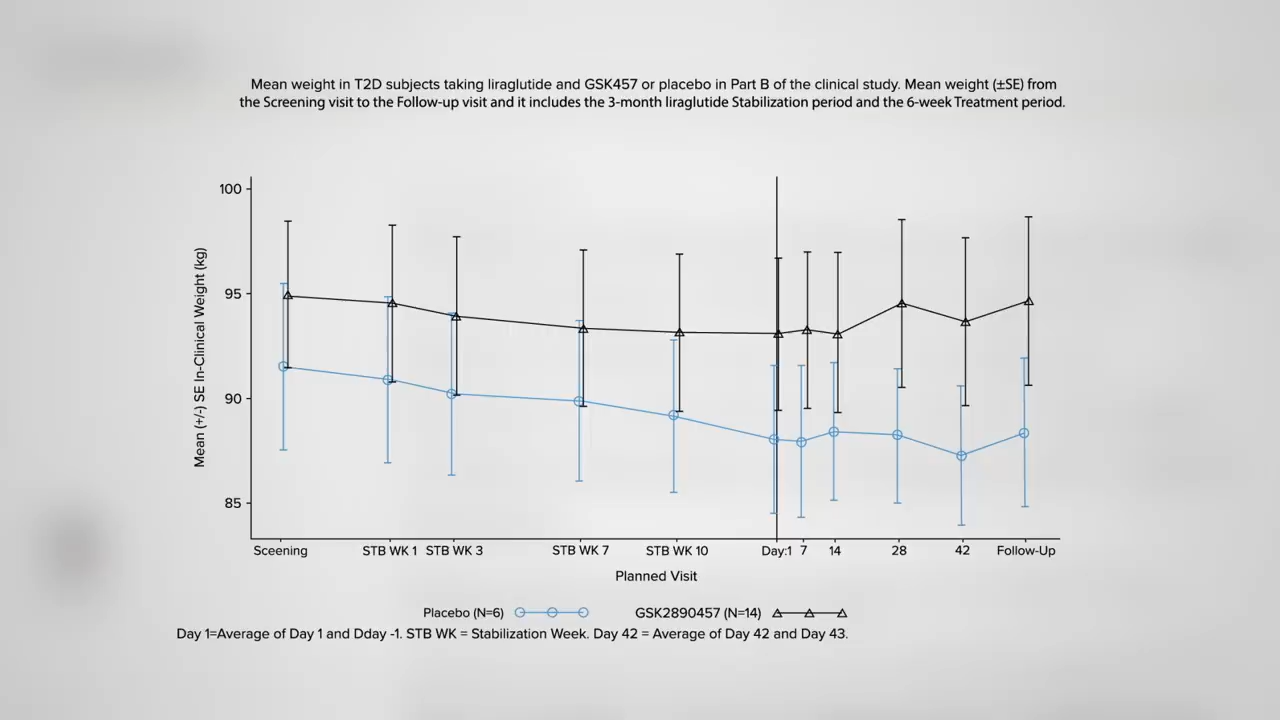 Mean weight in T2D subjects taking liraglutide and GSK457 or placebo in Part B of the clinical study. Mean weight (±SE) from
the Screening visit to the Follow-up visit and it includes the 3-month liraglutide Stabilization period and the 6-week Treatment period.
100
95
90
85
Mean (+/-) SE In-Clinical Weight (kg)
Sceening STB WK 1 STB WK 3 STB WK 7 STB WK 10 Day:1 7 14 28 42 Follow-Up
Planned Visit
Placebo (N=6) GSK2890457 (N=14)
Day 1=Average of Day 1 and Dday -1. STB WK = Stabilization Week. Day 42 = Average of Day 42 and Day 43.